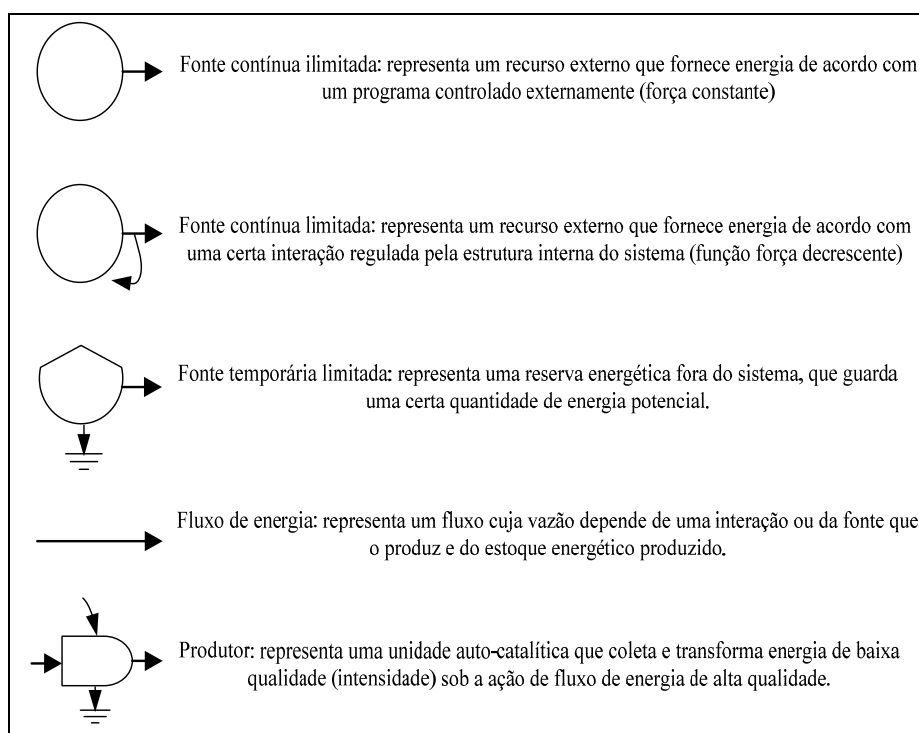 Fonte contínua ilimitada: representa um recurso externo que fornece energia de acordo com
um programa controlado externamente (força constante)
Fonte contínua limitada: representa um recurso externo que fornece energia de acordo com
uma certa interação regulada pela estrutura interna do sistema (função força decrescente)
Fonte temporária limitada: representa uma reserva energética fora do sistema, que guarda
uma certa quantidade de energia potencial.
Fluxo de energia: representa um fluxo cuja vazão depende de uma interação ou da fonte que
o produz e do estoque energético produzido.
Produtor: representa uma unidade auto-catalítica que coleta e transforma energia de baixa
qualidade (intensidade) sob a ação de fluxo de energia de alta qualidade.